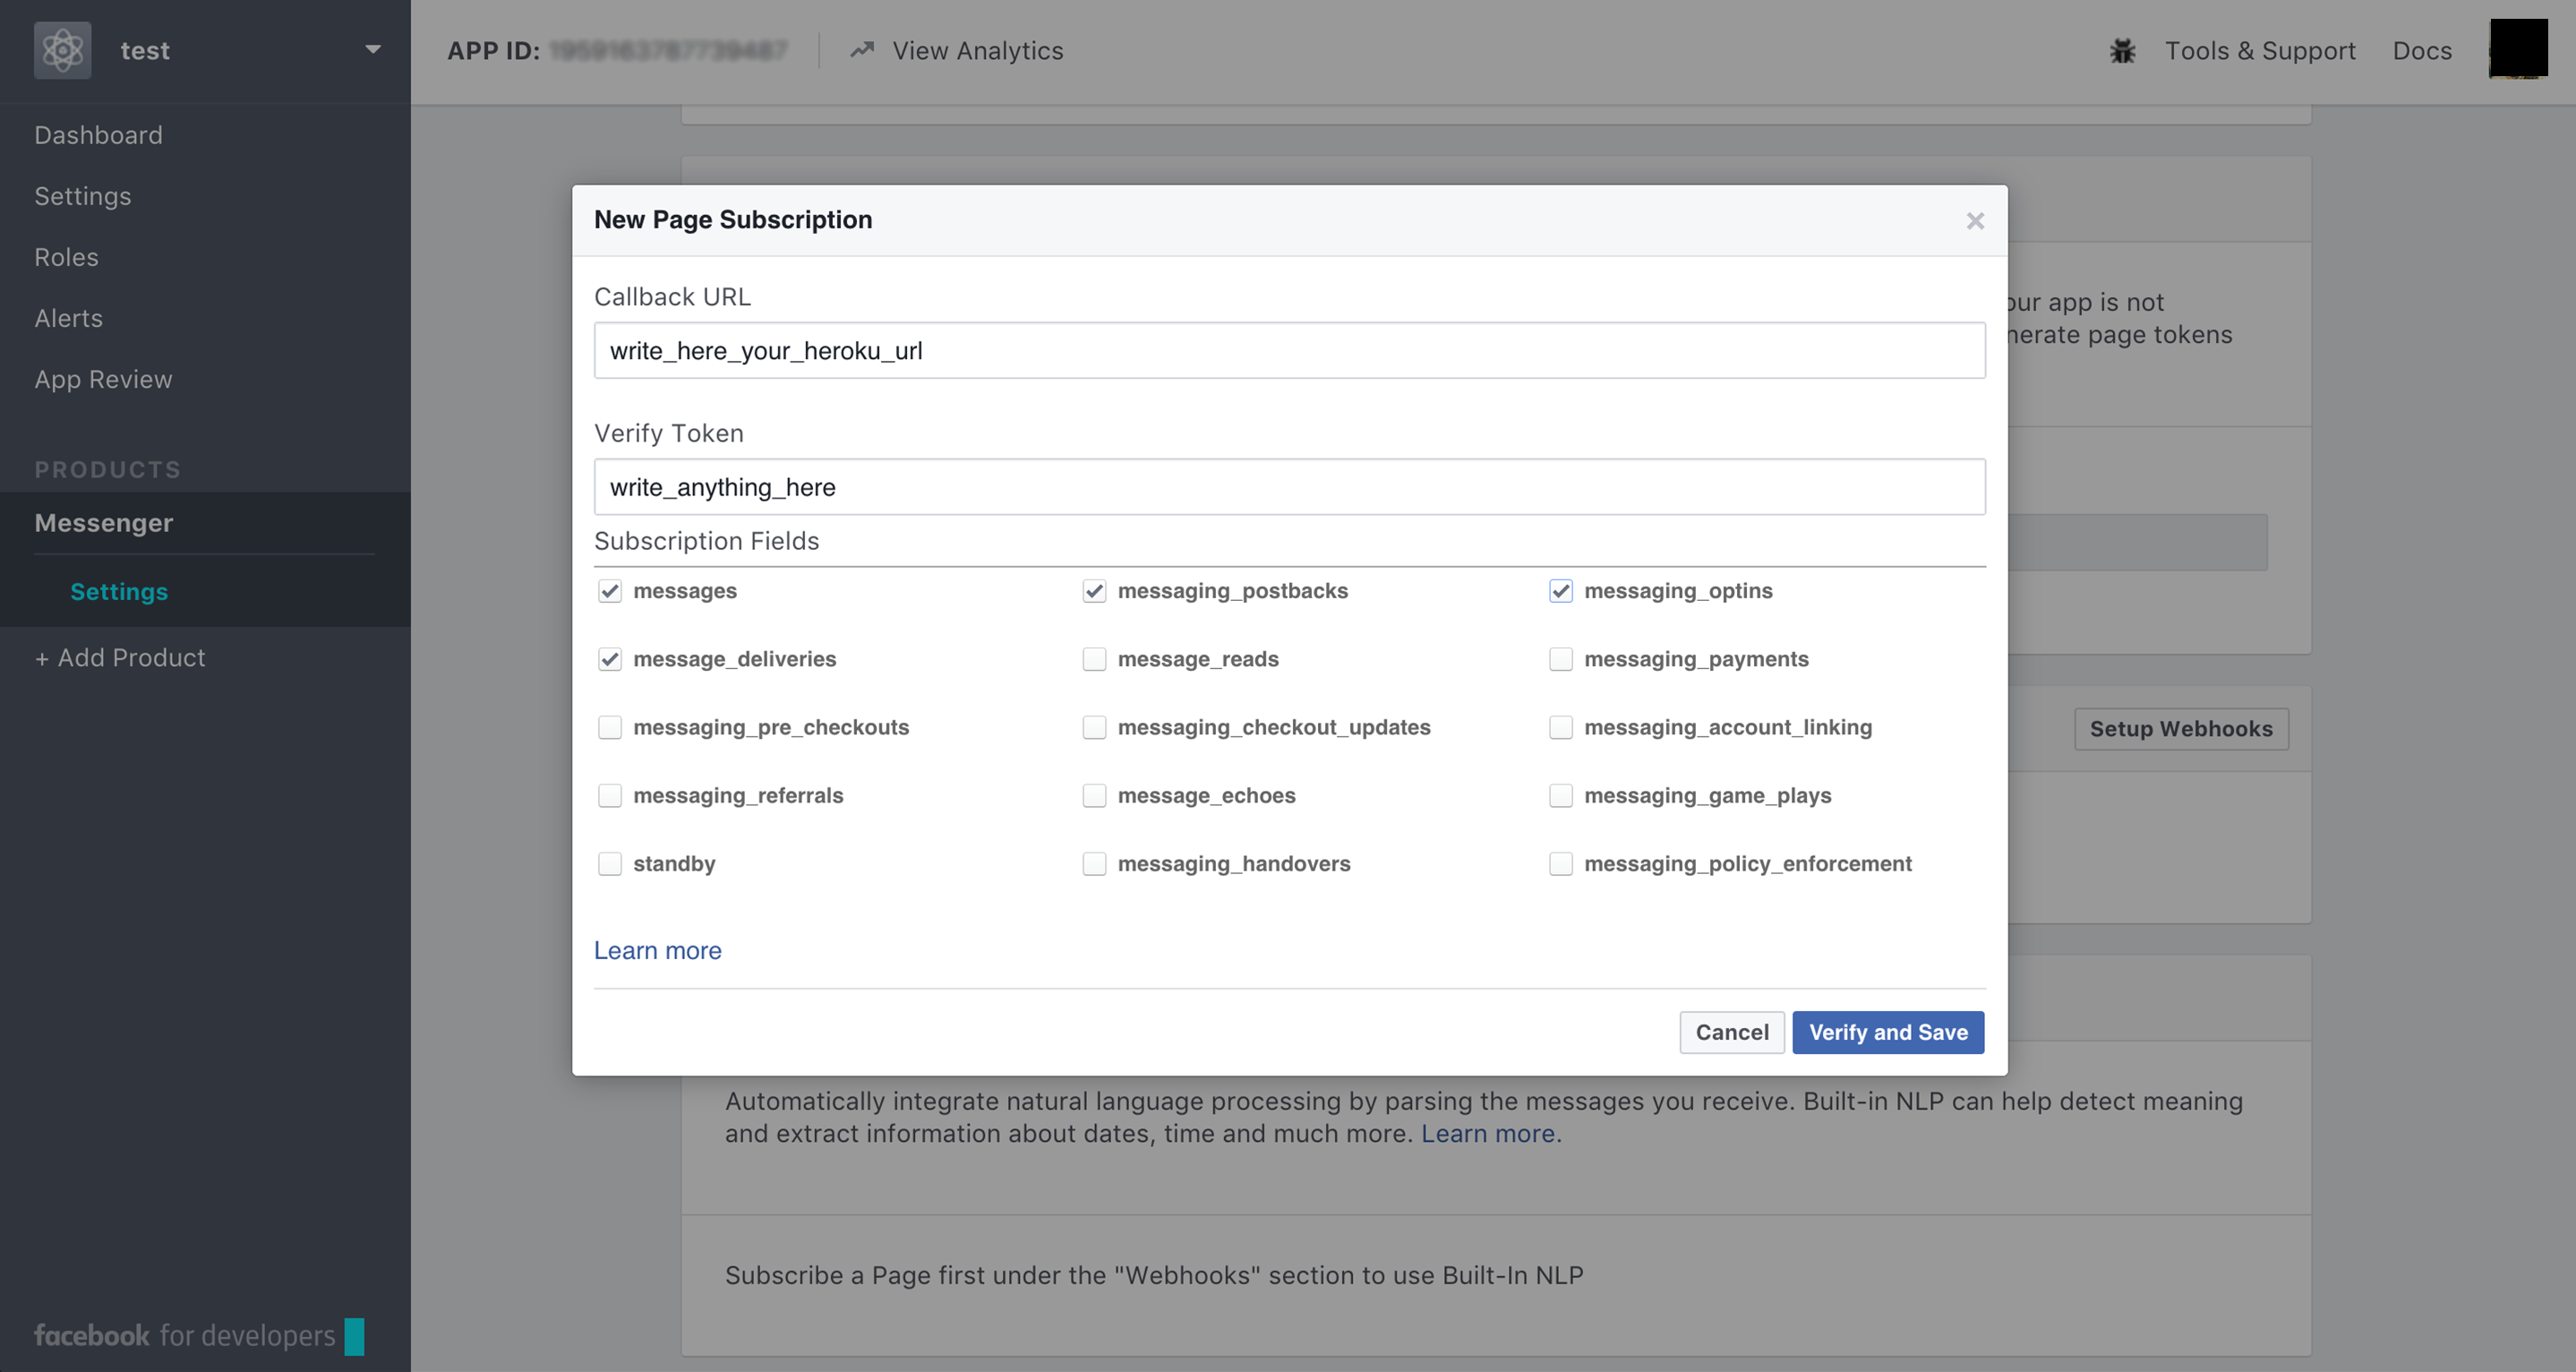 test
APP ID:
View Analytics
Tools & Support
Docs
Dashboard
Settings
Roles
Alerts
App Review
PRODUCTS
Messenger
Settings
+ Add Product
facebook for developers
New Page Subscription
Callback URL
write_here_your_heroku_url
Verify Token
write_anything_here
Subscription Fields
messages messaging_postbacks messaging_optins
message_deliveries message_reads messaging_payments
messaging_pre_checkouts messaging_checkout_updates messaging_account_linking
messaging_referrals message_echoes messaging_game_plays
standby messaging_handovers messaging_policy_enforcement
Learn more
Cancel Verify and Save
app is not
page tokens
Setup Webhooks
Automatically integrate natural language processing by parsing the messages you receive. Built-in NLP can help detect meaning
and extract information about dates, time and much more. Learn more.
Subscribe a Page first under the "Webhooks" section to use Built-In NLP